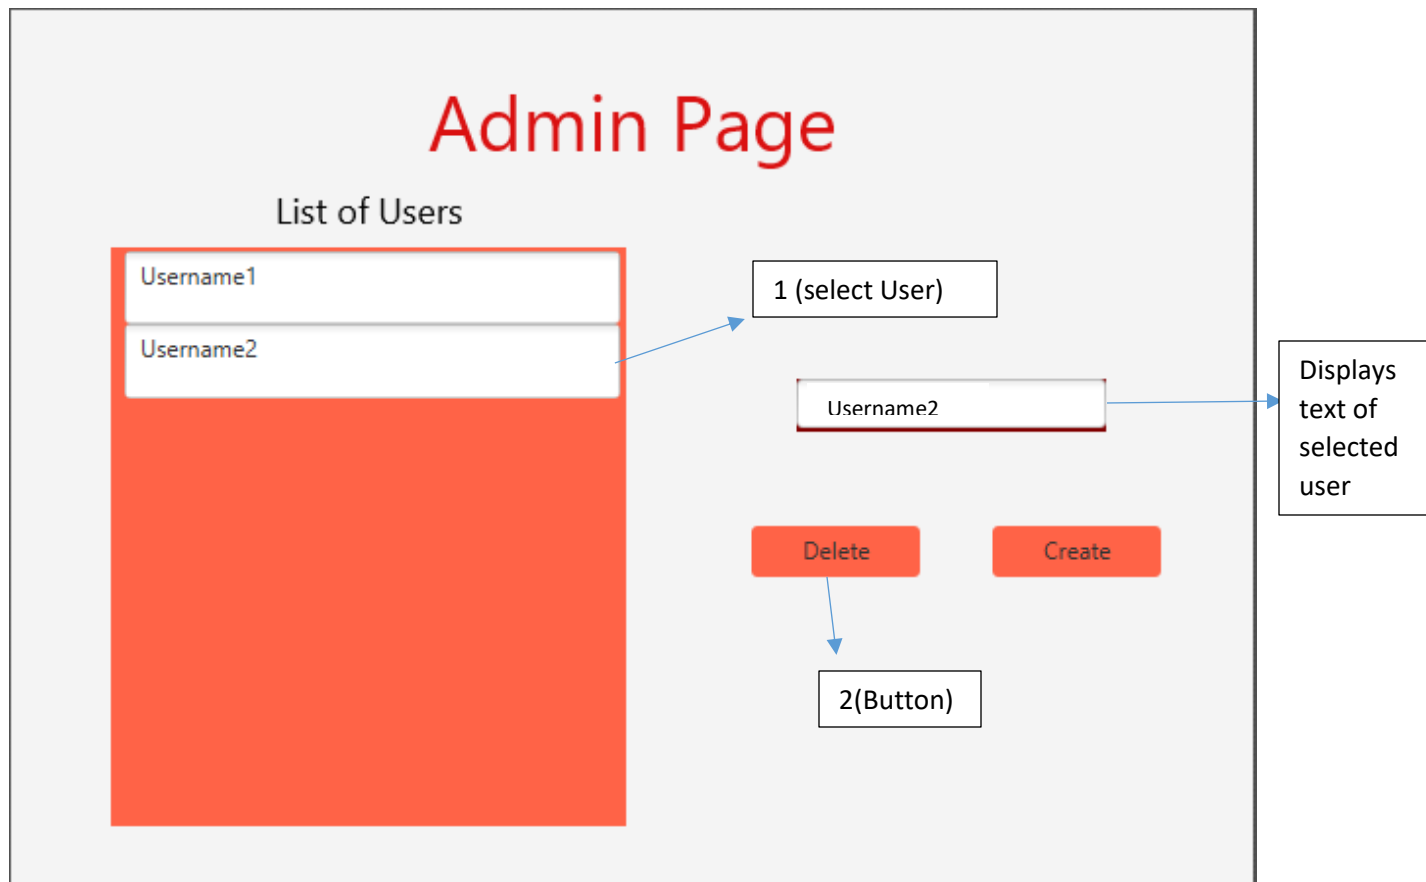 Admin Page
List of Users
Username1
Username2
1 (select User)
Username2
Displays
text of
selected
user
Delete
Create
2(Button)